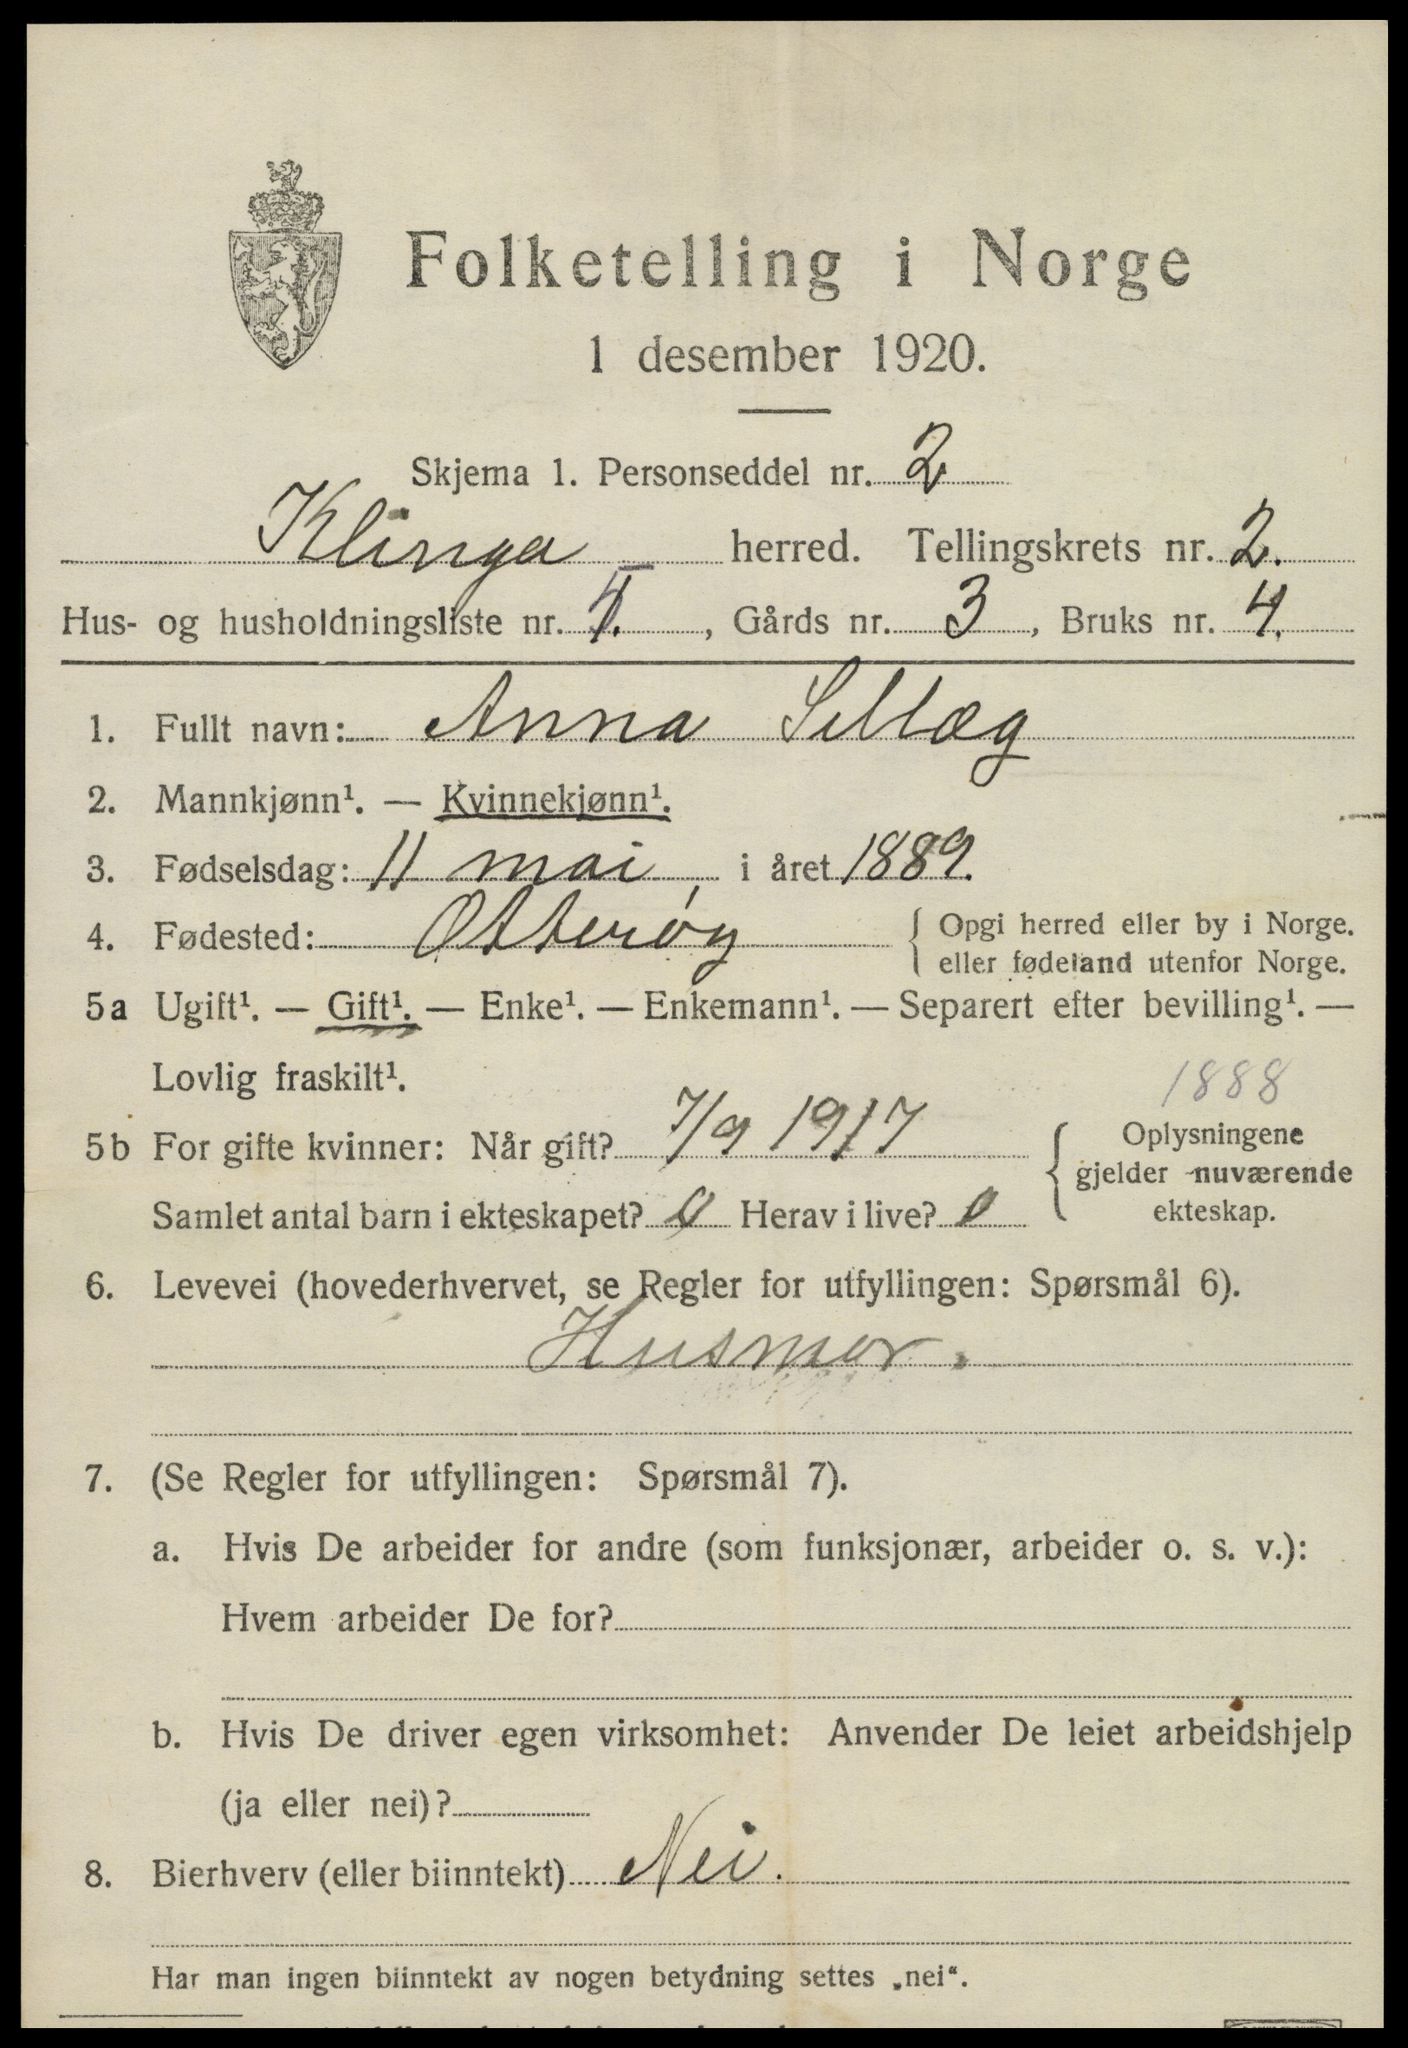 Folketelling i Norge
1 desember 1920.
Skjema 1. Personseddel nr. 2
Klinga herred. Tellingskrets nr. 2.
Hus- og husholdningsliste nr. , Gårds nr. 3, Bruks nr. 4.
1. Fullt navn: Anna Sellæg
2. Mannkjønn¹. — Kvinnekjønn¹.
3. Fødselsdag: 11 mai, i året 1889.
4. Fødested: Otterøy { Opgi herred eller by i Norge.
eller fødeland utenfor Norge.
5a Ugift¹. — Gift¹. — Enke¹. — Enkemann¹. — Separert efter bevilling¹. —
Lovlig fraskilt¹. 1888
5b For gifte kvinner: Når gift? 7/9 1917 { Oplysningene
gjelder nuværende
Samlet antal barn i ekteskapet? 0 Herav i live? 0 ekteskap.
6. Levevei (hovederhvervet, se Regler for utfyllingen: Spørsmål 6).
Husmor.
7. (Se Regler for utfyllingen: Spørsmål 7).
a. Hvis De arbeider for andre (som funksjonær, arbeider o. s. v.):
Hvem arbeider De for?
b. Hvis De driver egen virksomhet: Anvender De leiet arbeidshjelp
(ja eller nei)?
8. Bierhverv (eller biinntekt) Nei.
Har man ingen biinntekt av nogen betydning settes „nei“.